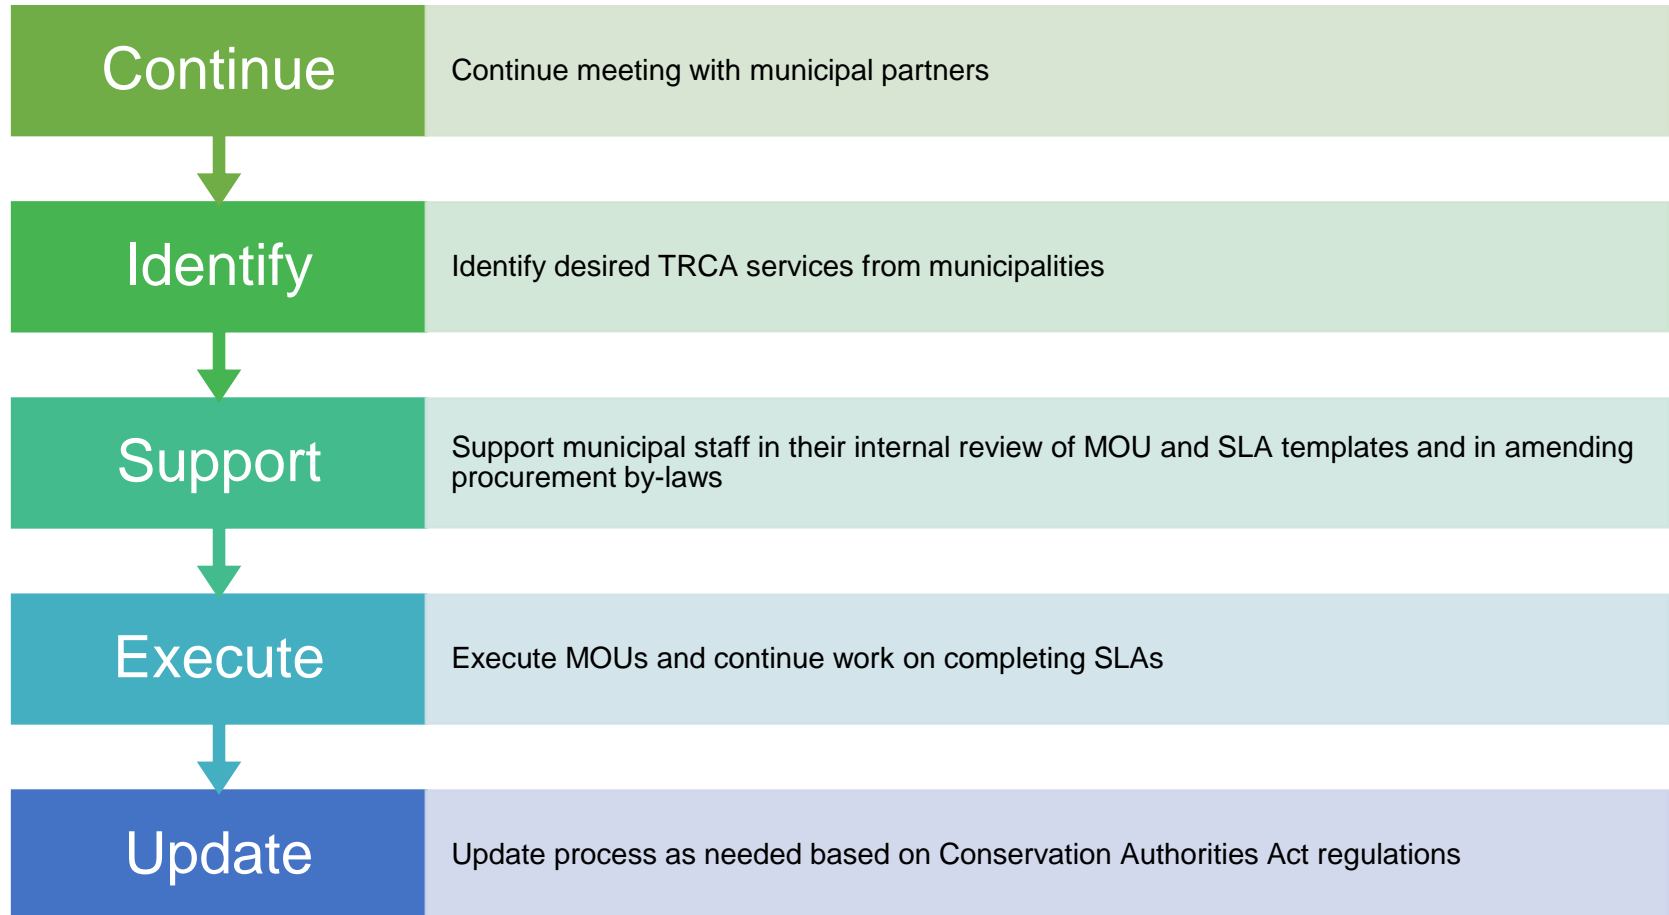 Continue
Continue meeting with municipal partners
Identify
Identify desired TRCA services from municipalities
Support
Support municipal staff in their internal review of MOU and SLA templates and in amending
procurement by-laws
Execute
Execute MOUs and continue work on completing SLAs
Update
Update process as needed based on Conservation Authorities Act regulations